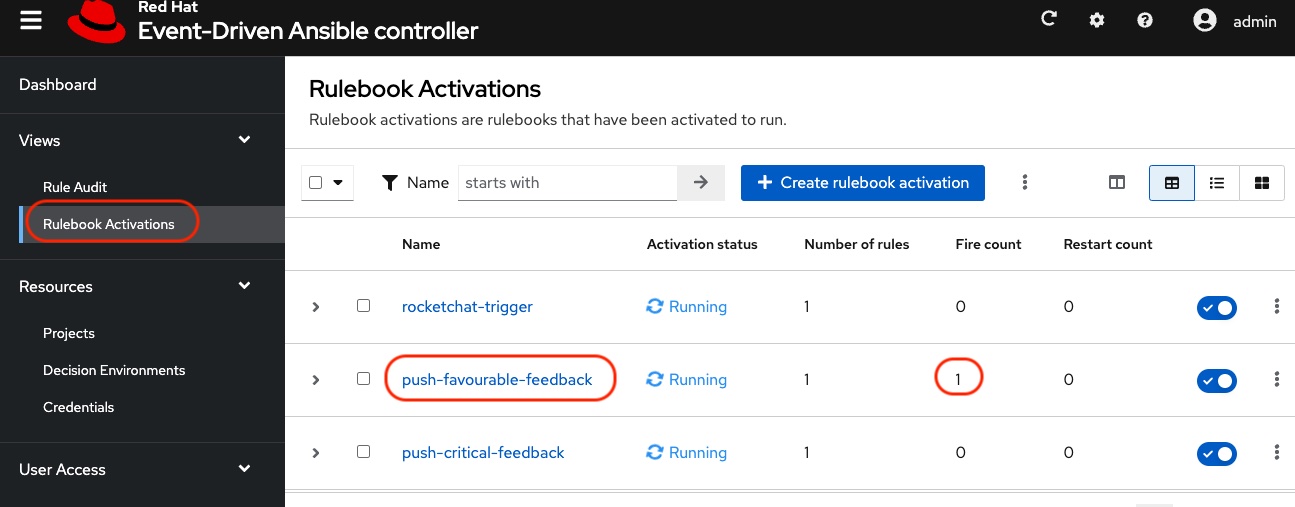 Red Hat
Event-Driven Ansible controller
admin
Dashboard
Views
Rule Audit
Rulebook Activations
Resources
Projects
Decision Environments
Credentials
User Access
Rulebook Activations
Rulebook activations are rulebooks that have been activated to run.
Name starts with Create rulebook activation
Name Activation status Number of rules Fire count Restart count
rocketchat-trigger Running 1 0 0
push-favourable-feedback Running 1 1 0
push-critical-feedback Running 1 0 0